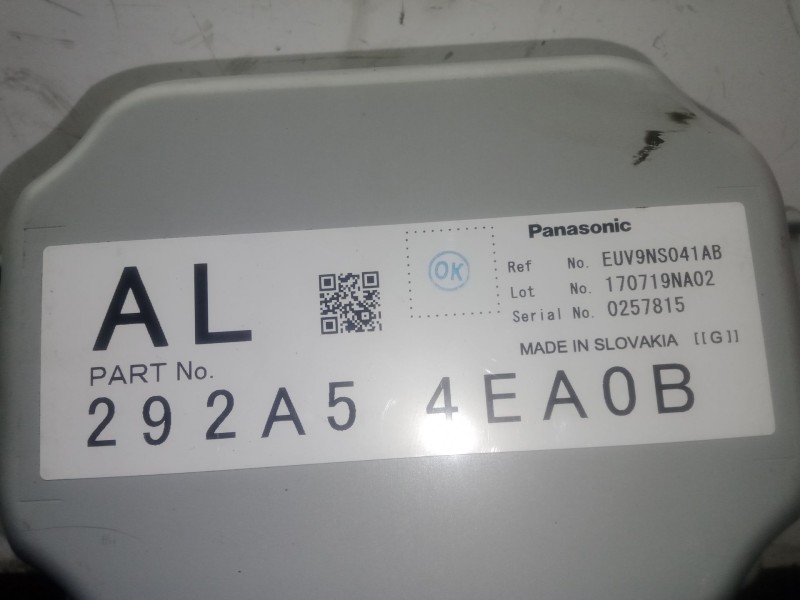 AL
OK
Panasonic
Ref No. EUV9NS041AB
Lot No. 170719NA02
Serial No. 0257815
MADE IN SLOVAKIA [[G]]
PART No.
292A5 4EA0B